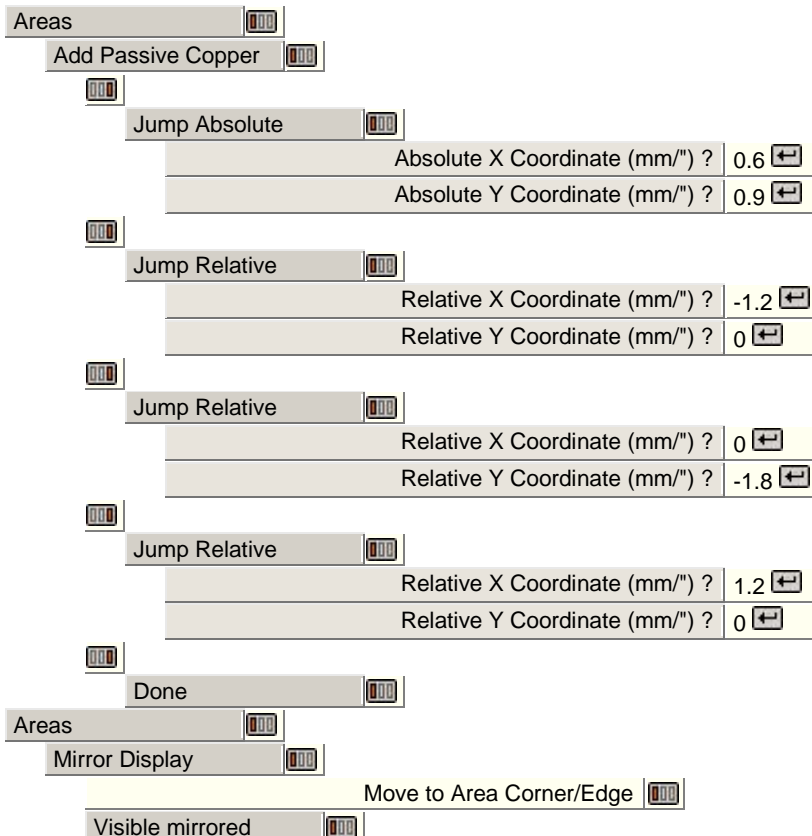 Areas
Add Passive Copper
Jump Absolute
Absolute X Coordinate (mm/") ? 0.6
Absolute Y Coordinate (mm/") ? 0.9
Jump Relative
Relative X Coordinate (mm/") ? -1.2
Relative Y Coordinate (mm/") ? 0
Jump Relative
Relative X Coordinate (mm/") ? 0
Relative Y Coordinate (mm/") ? -1.8
Jump Relative
Relative X Coordinate (mm/") ? 1.2
Relative Y Coordinate (mm/") ? 0
Done
Areas
Mirror Display
Move to Area Corner/Edge
Visible mirrored